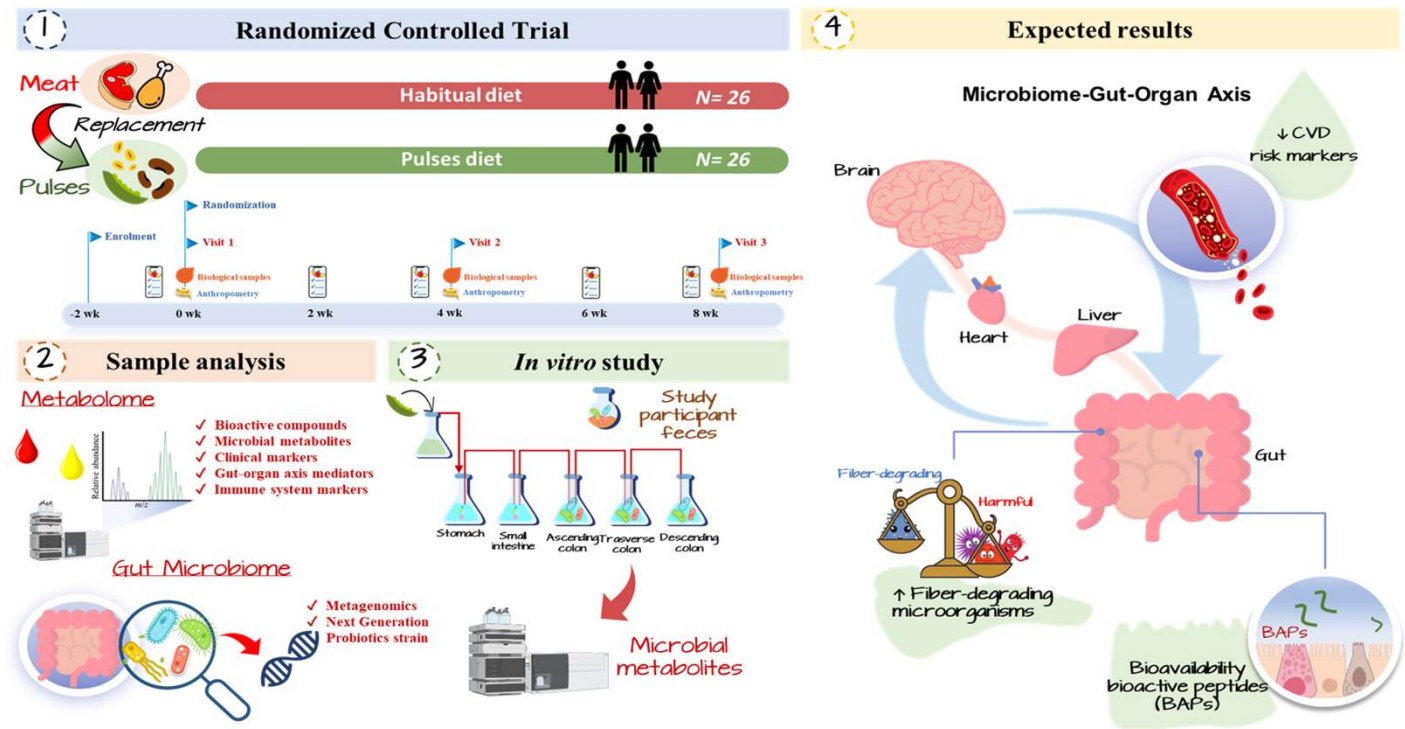 1
Randomized Controlled Trial
Meat
Replacement
Pulses
Habitual diet
N= 26
Pulses diet
N= 26
Randomization
Enrolment
Visit 1
Visit 2
Visit 3
Biological samples
Anthropometry
Biological samples
Anthropometry
Biological samples
Anthropometry
-2 wk
0 wk
2 wk
4 wk
6 wk
8 wk
2
Sample analysis
Metabolome
Relative abundance
m/z
✓ Bioactive compounds
✓ Microbial metabolites
✓ Clinical markers
✓ Gut-organ axis mediators
✓ Immune system markers
Gut Microbiome
✓ Metagenomics
✓ Next Generation
✓ Probiotics strain
3
In vitro study
Study
participant
feces
Stomach
Small
intestine
Ascending
colon
Trasverse
colon
Descending
colon
Microbial
metabolites
4
Expected results
Microbiome-Gut-Organ Axis
↓ CVD
risk markers
Brain
Heart
Liver
Gut
Fiber-degrading
Harmful
↑ Fiber-degrading
microorganisms
BAPs
Bioavailability
bioactive peptides
(BAPs)